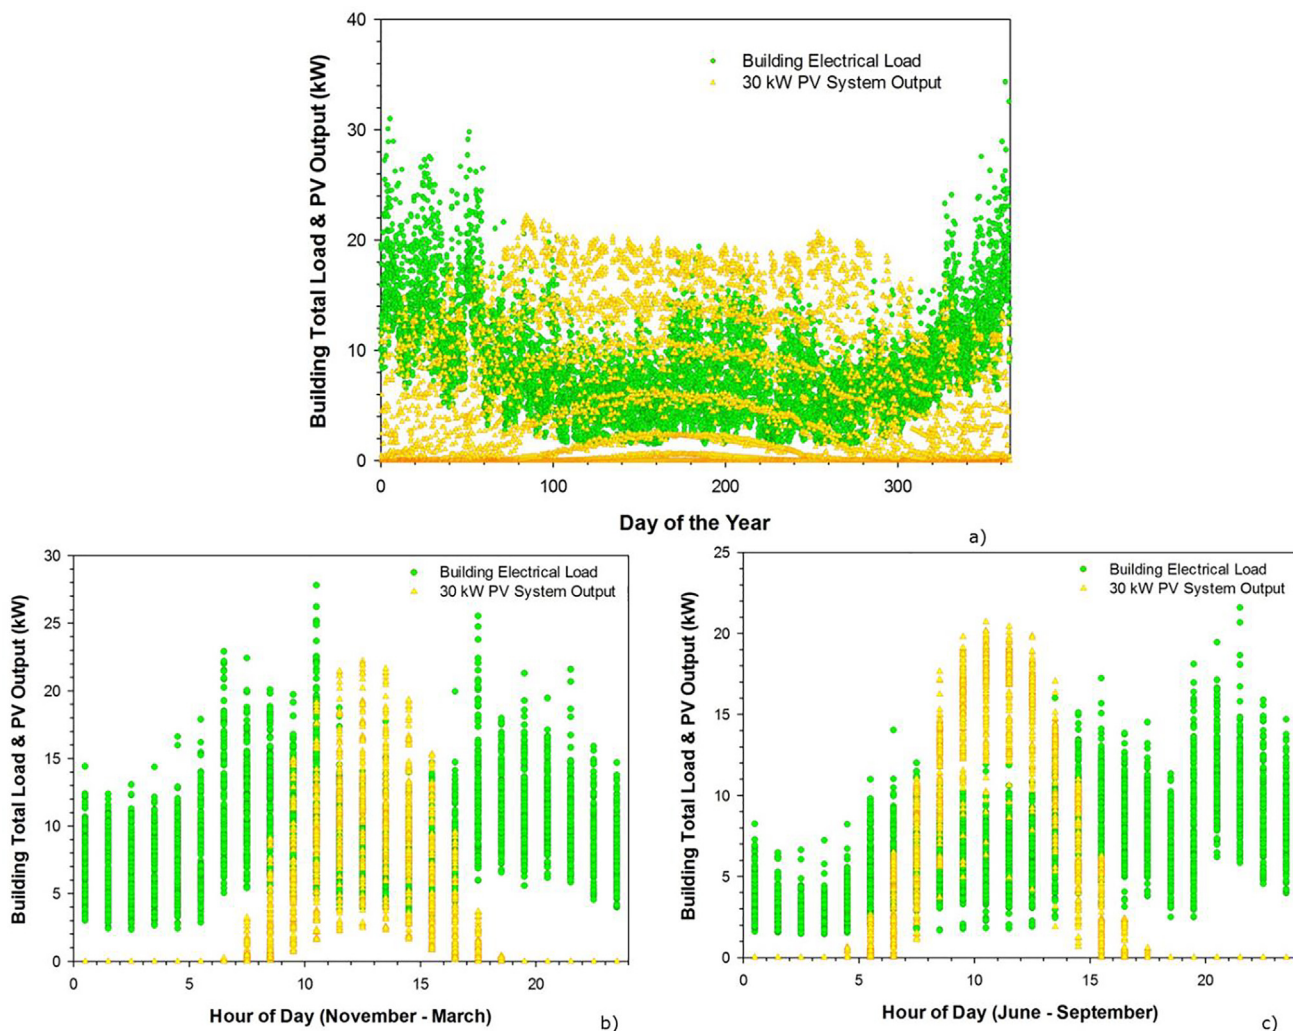 40
30
20
10
0
Building Total Load & PV Output (kW)
Building Electrical Load
30 kW PV System Output
0 100 200 300
Day of the Year
a)
30
25
20
15
10
5
0
Building Total Load & PV Output (kW)
Building Electrical Load
30 kW PV System Output
0 5 10 15 20
Hour of Day (November - March)
b)
25
20
15
10
5
0
Building Total Load & PV Output (kW)
Building Electrical Load
30 kW PV System Output
0 5 10 15 20
Hour of Day (June - September)
c)